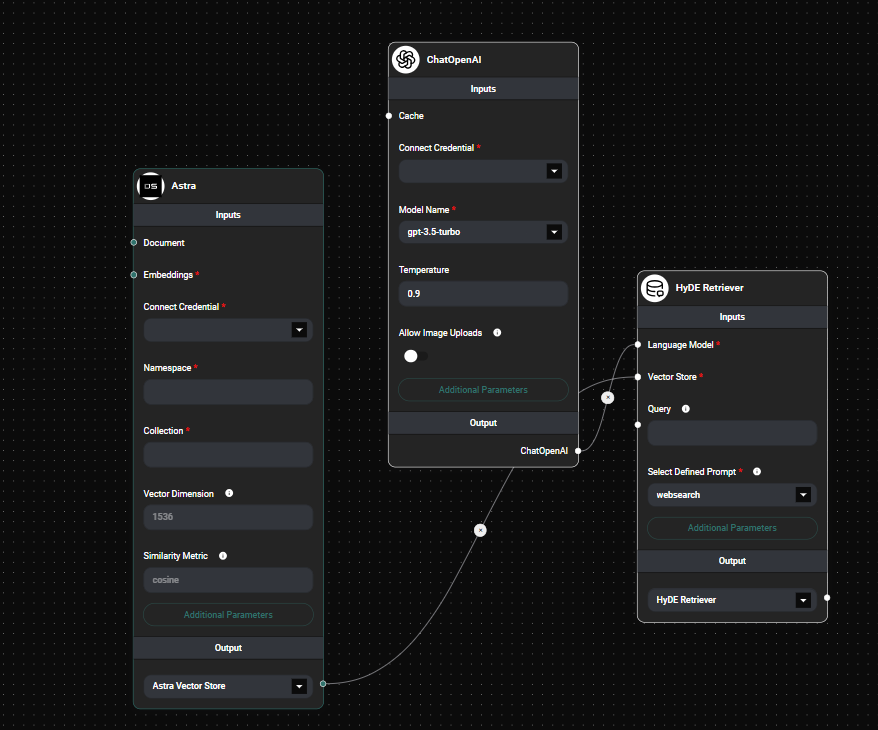 ChatOpenAI
Inputs
Cache
Connect Credential *
Model Name *
gpt-3.5-turbo
Temperature
0.9
Allow Image Uploads
Additional Parameters
Output
ChatOpenAI
DS
Astra
Inputs
Document
Embeddings *
Connect Credential *
Namespace *
Collection *
Vector Dimension
1536
Similarity Metric
cosine
Additional Parameters
Output
Astra Vector Store
HyDE Retriever
Inputs
Language Model *
Vector Store *
Query
Select Defined Prompt *
websearch
Additional Parameters
Output
HyDE Retriever